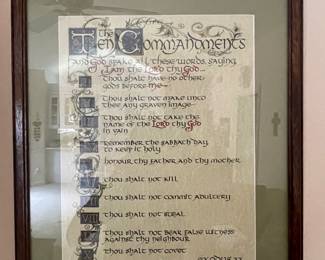 The
Ten Commandments
and God spake all these words, saying
I am the Lord thy God
Thou shalt have no other
gods before me
Thou shalt not make unto
thee any graven image
Thou shalt not take the
name of the Lord thy God
in vain
Remember the sabbath day
to keep it holy
honour thy father and thy mother
Thou shalt not kill
Thou shalt not commit adultery
Thou shalt not steal
Thou shalt not bear false witness
against thy neighbour
Thou shalt not covet
exodus